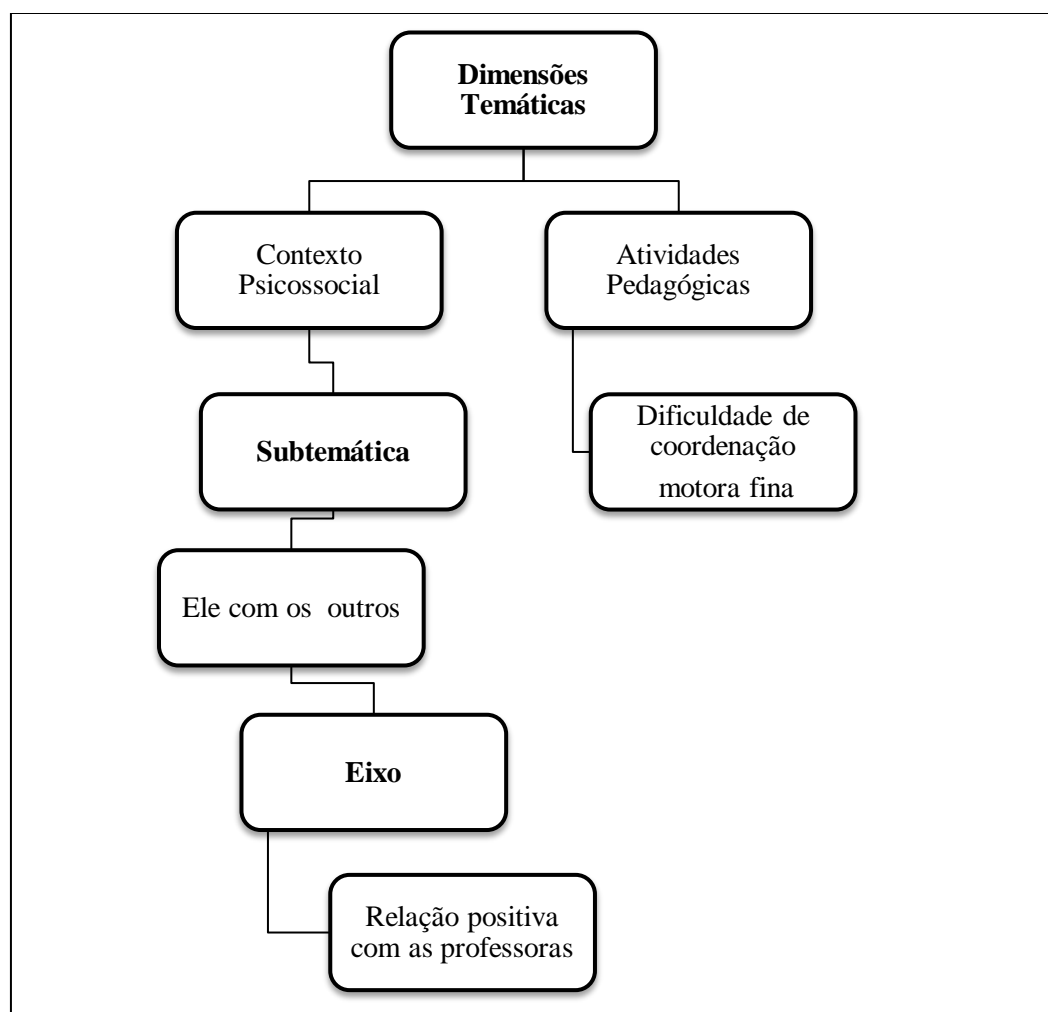 Dimensões
Temáticas
Contexto
Psicossocial
Atividades
Pedagógicas
Subtemática
Dificuldade de
coordenação
motora fina
Ele com os outros
Eixo
Relação positiva
com as professoras